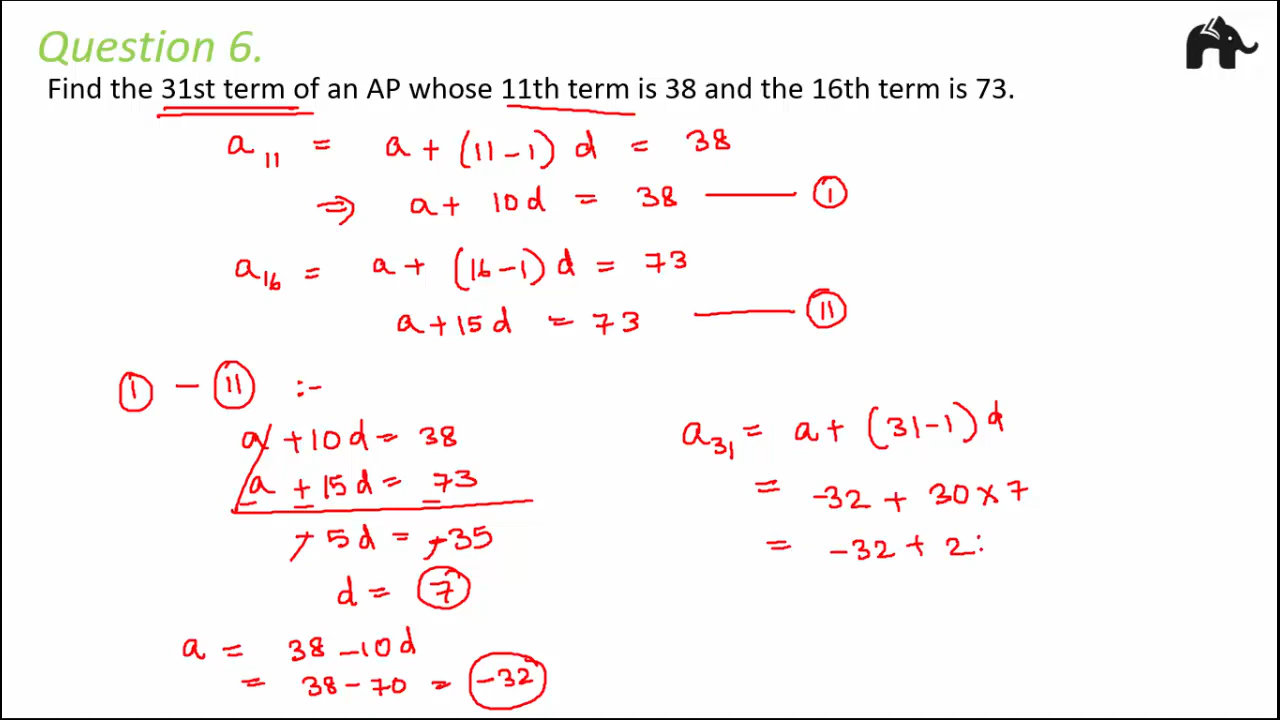 Question 6.
Find the 31st term of an AP whose 11th term is 38 and the 16th term is 73.
a₁₁ = a + (11-1) d = 38
⇒ a + 10d = 38 —— (I)
a₁₆ = a + (16-1) d = 73
a + 15d = 73 —— (II)
(I) - (II) :-
a + 10d = 38
a + 15d = 73
- 5d = -35
d = 7
a = 38 - 10d
= 38 - 70 = -32
a₃₁ = a + (31-1) d
= -32 + 30 × 7
= -32 + 2